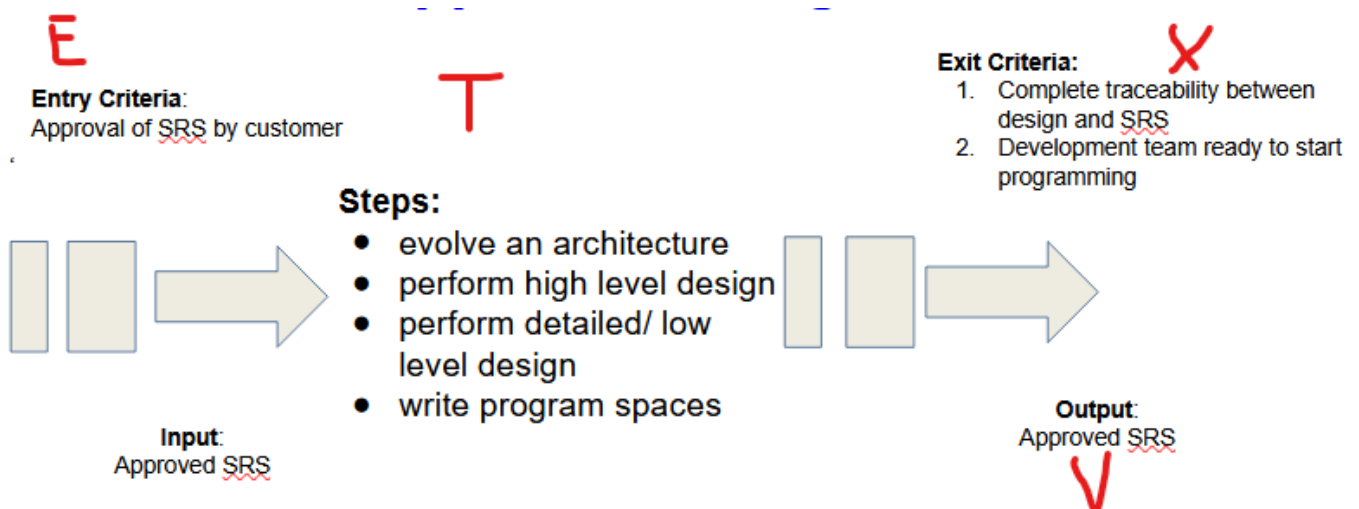 E
Entry Criteria:
Approval of SRS by customer
T
X
Exit Criteria:
1. Complete traceability between
design and SRS
2. Development team ready to start
programming
Steps:
● evolve an architecture
● perform high level design
● perform detailed/ low
level design
● write program spaces
Input:
Approved SRS
Output:
Approved SRS
V